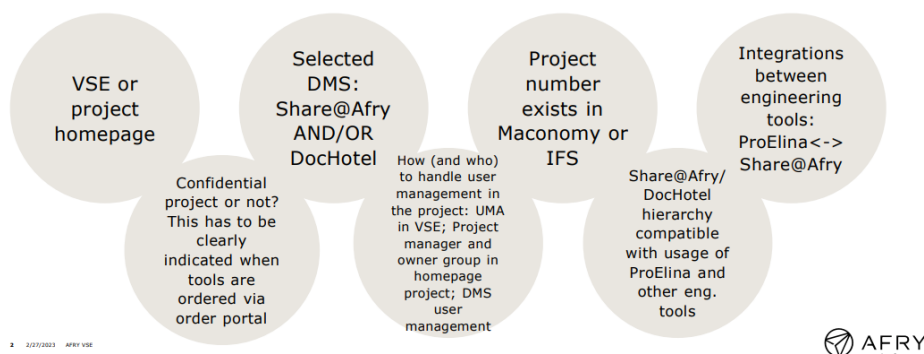 VSE or
project
homepage
Confidential
project or not?
This has to be
clearly
indicated when
tools are
ordered via
order portal
Selected
DMS:
Share@Afry
AND/OR
DocHotel
How (and who)
to handle user
management in
the project: UMA
in VSE; Project
manager and
owner group in
homepage
project; DMS
user
management
Project
number
exists in
Maconomy or
IFS
Share@Afry/
DocHotel
hierarchy
compatible
with usage of
ProElina and
other eng.
tools
Integrations
between
engineering
tools:
ProElina<->
Share@Afry
2 2/27/2023 AFRY VSE
AFRY